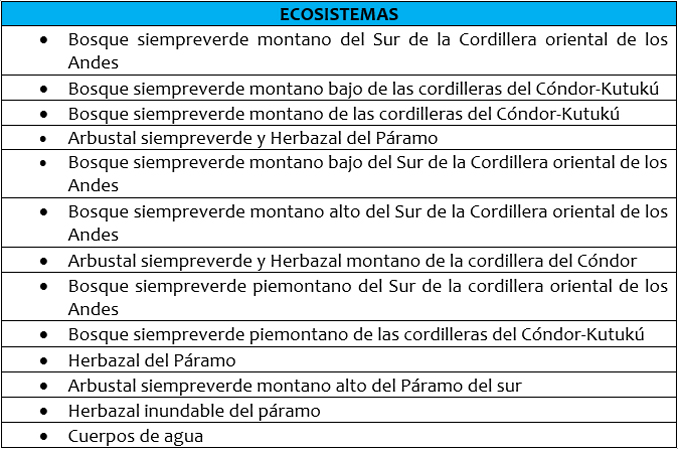 ECOSISTEMAS
• Bosque siempreverde montano del Sur de la Cordillera oriental de los
Andes
• Bosque siempreverde montano bajo de las cordilleras del Cóndor-Kutukú
• Bosque siempreverde montano de las cordilleras del Cóndor-Kutukú
• Arbustal siempreverde y Herbazal del Páramo
• Bosque siempreverde montano bajo del Sur de la Cordillera oriental de los
Andes
• Bosque siempreverde montano alto del Sur de la Cordillera oriental de los
Andes
• Arbustal siempreverde y Herbazal montano de la cordillera del Cóndor
• Bosque siempreverde piemontano del Sur de la cordillera oriental de los
Andes
• Bosque siempreverde piemontano de las cordilleras del Cóndor-Kutukú
• Herbazal del Páramo
• Arbustal siempreverde montano alto del Páramo del sur
• Herbazal inundable del páramo
• Cuerpos de agua